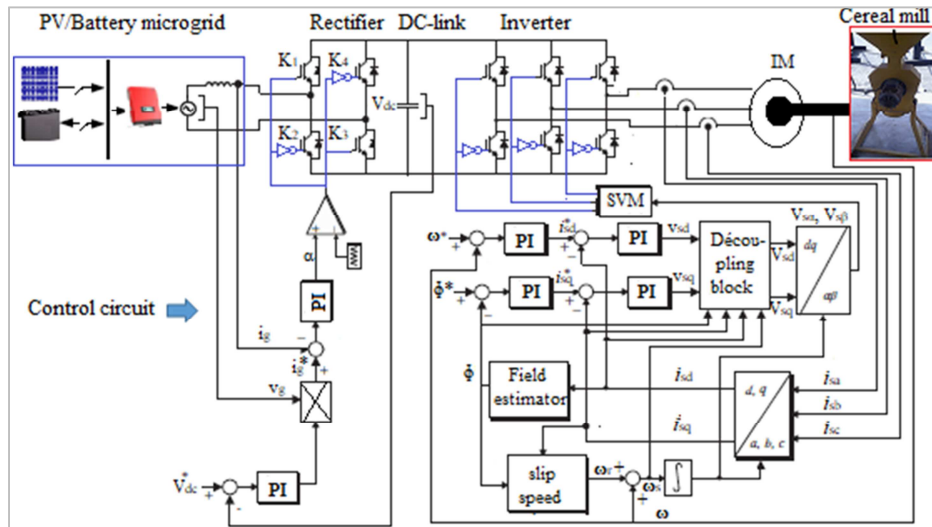 PV/Battery microgrid
Rectifier
DC-link
Inverter
Cereal mill
K1
K4
K2
K3
Vdc
IM
SVM
Vsα, Vsβ
ω*
+
-
PI
i*sd
+
-
PI
vsd
Décou-
pling
block
Vsd
dq
αβ
Φ*
+
-
PI
i*sq
+
-
PI
vsq
Vsq
α
+
PI
Control circuit
ig
-
ig*
+
vg
V*dc
+
-
PI
Φ
Field
estimator
isd
d, q
a, b, c
isa
isb
isc
isq
slip
speed
ωr
+
+
ωs
∫
ω